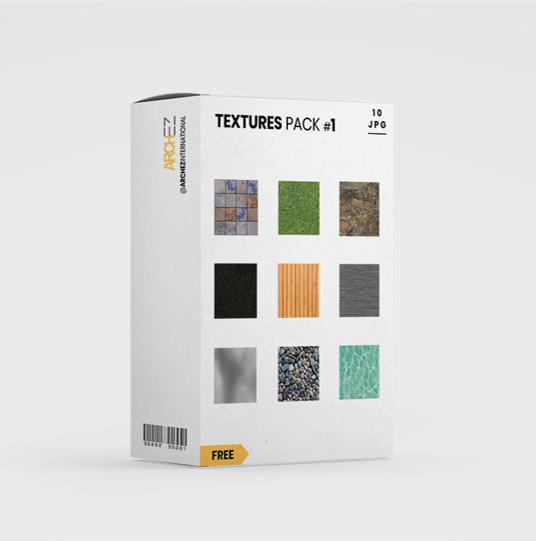 TEXTURES PACK #1
10
JPG
ARCHEZ
@ARCHEZINTERNATIONAL
FREE